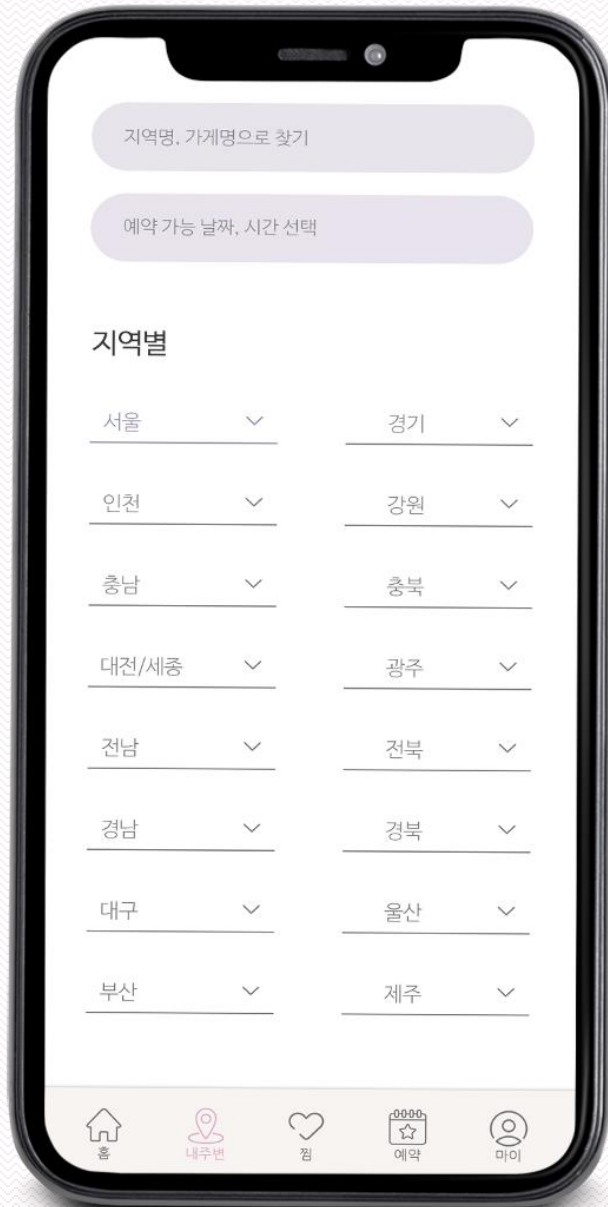 지역명, 가게명으로 찾기
예약 가능 날짜, 시간 선택
지역별
서울 경기
인천 강원
충남 충북
대전/세종 광주
전남 전북
경남 경북
대구 울산
부산 제주
홈 내주변 찜 예약 마이